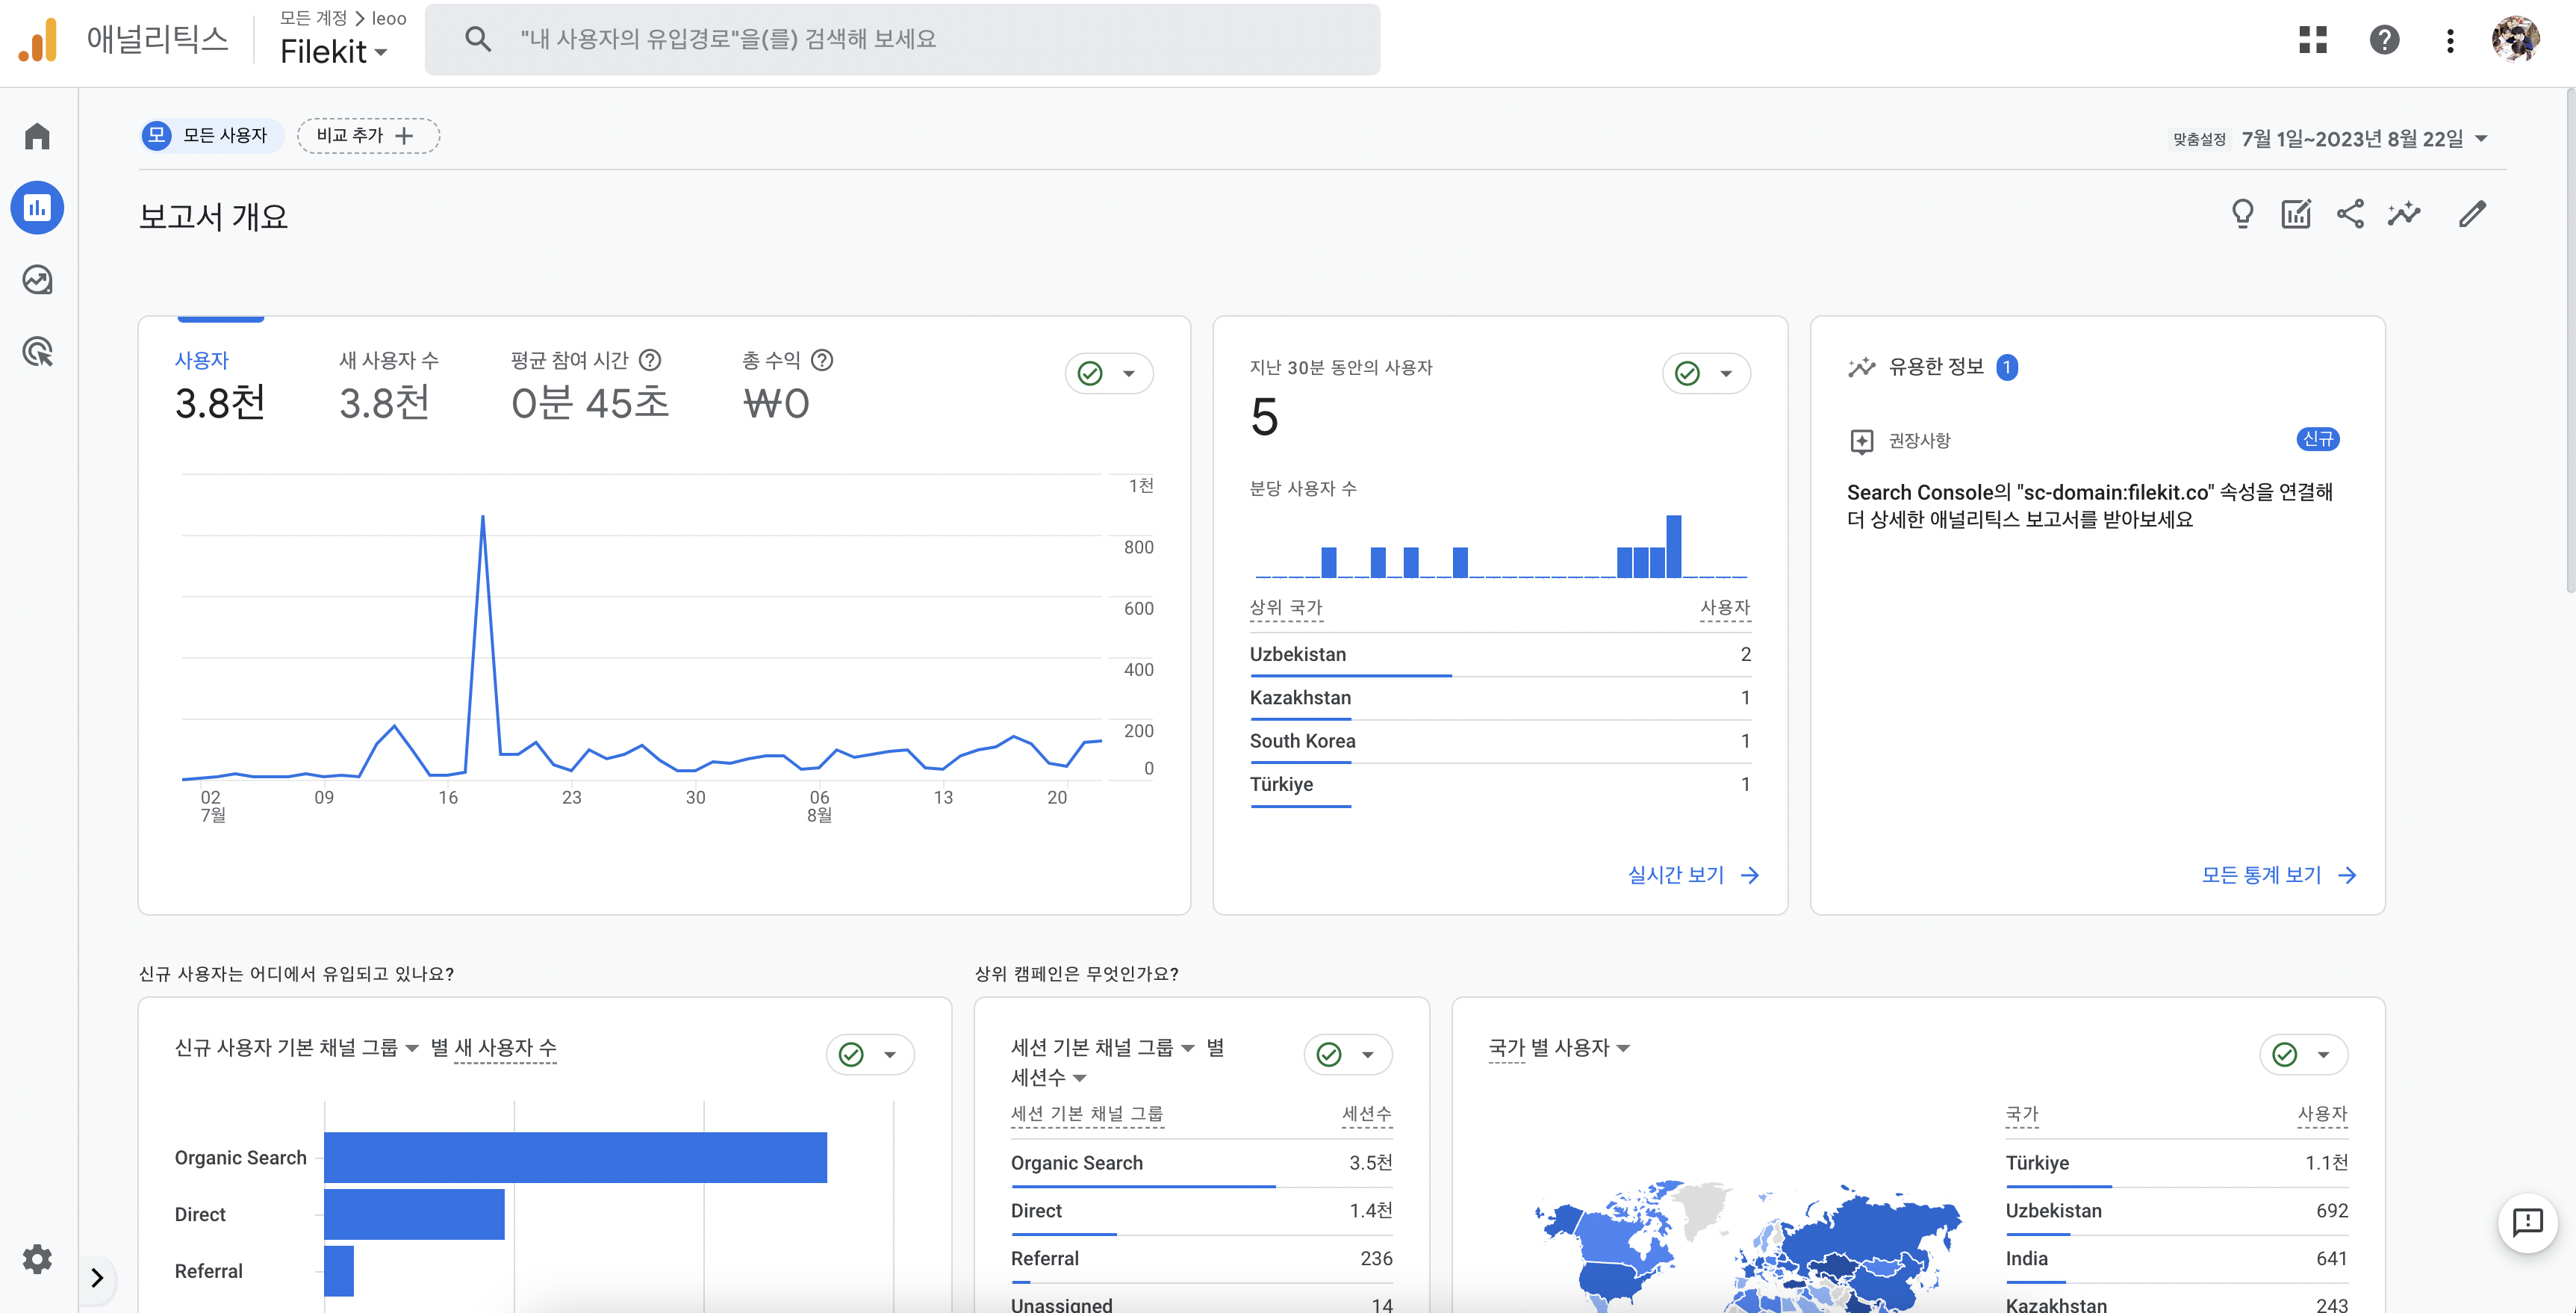 애널리틱스
모든 계정 > leoo
Filekit
"내 사용자의 유입경로"을(를) 검색해 보세요
모 모든 사용자
비교 추가 +
맞춤설정 7월 1일~2023년 8월 22일
보고서 개요
사용자
3.8천
새 사용자 수
3.8천
평균 참여 시간
0분 45초
총 수익
₩0
1천
800
600
400
200
0
02
7월
09
16
23
30
06
8월
13
20
지난 30분 동안의 사용자
5
분당 사용자 수
상위 국가 사용자
Uzbekistan 2
Kazakhstan 1
South Korea 1
Türkiye 1
실시간 보기
유용한 정보 1
권장사항 신규
Search Console의 "sc-domain:filekit.co" 속성을 연결해
더 상세한 애널리틱스 보고서를 받아보세요
모든 통계 보기
신규 사용자는 어디에서 유입되고 있나요?
신규 사용자 기본 채널 그룹 별 새 사용자 수
Organic Search
Direct
Referral
상위 캠페인은 무엇인가요?
세션 기본 채널 그룹 별
세션수
세션 기본 채널 그룹 세션수
Organic Search 3.5천
Direct 1.4천
Referral 236
Unassigned 14
국가 별 사용자
국가 사용자
Türkiye 1.1천
Uzbekistan 692
India 641
Kazakhstan 243